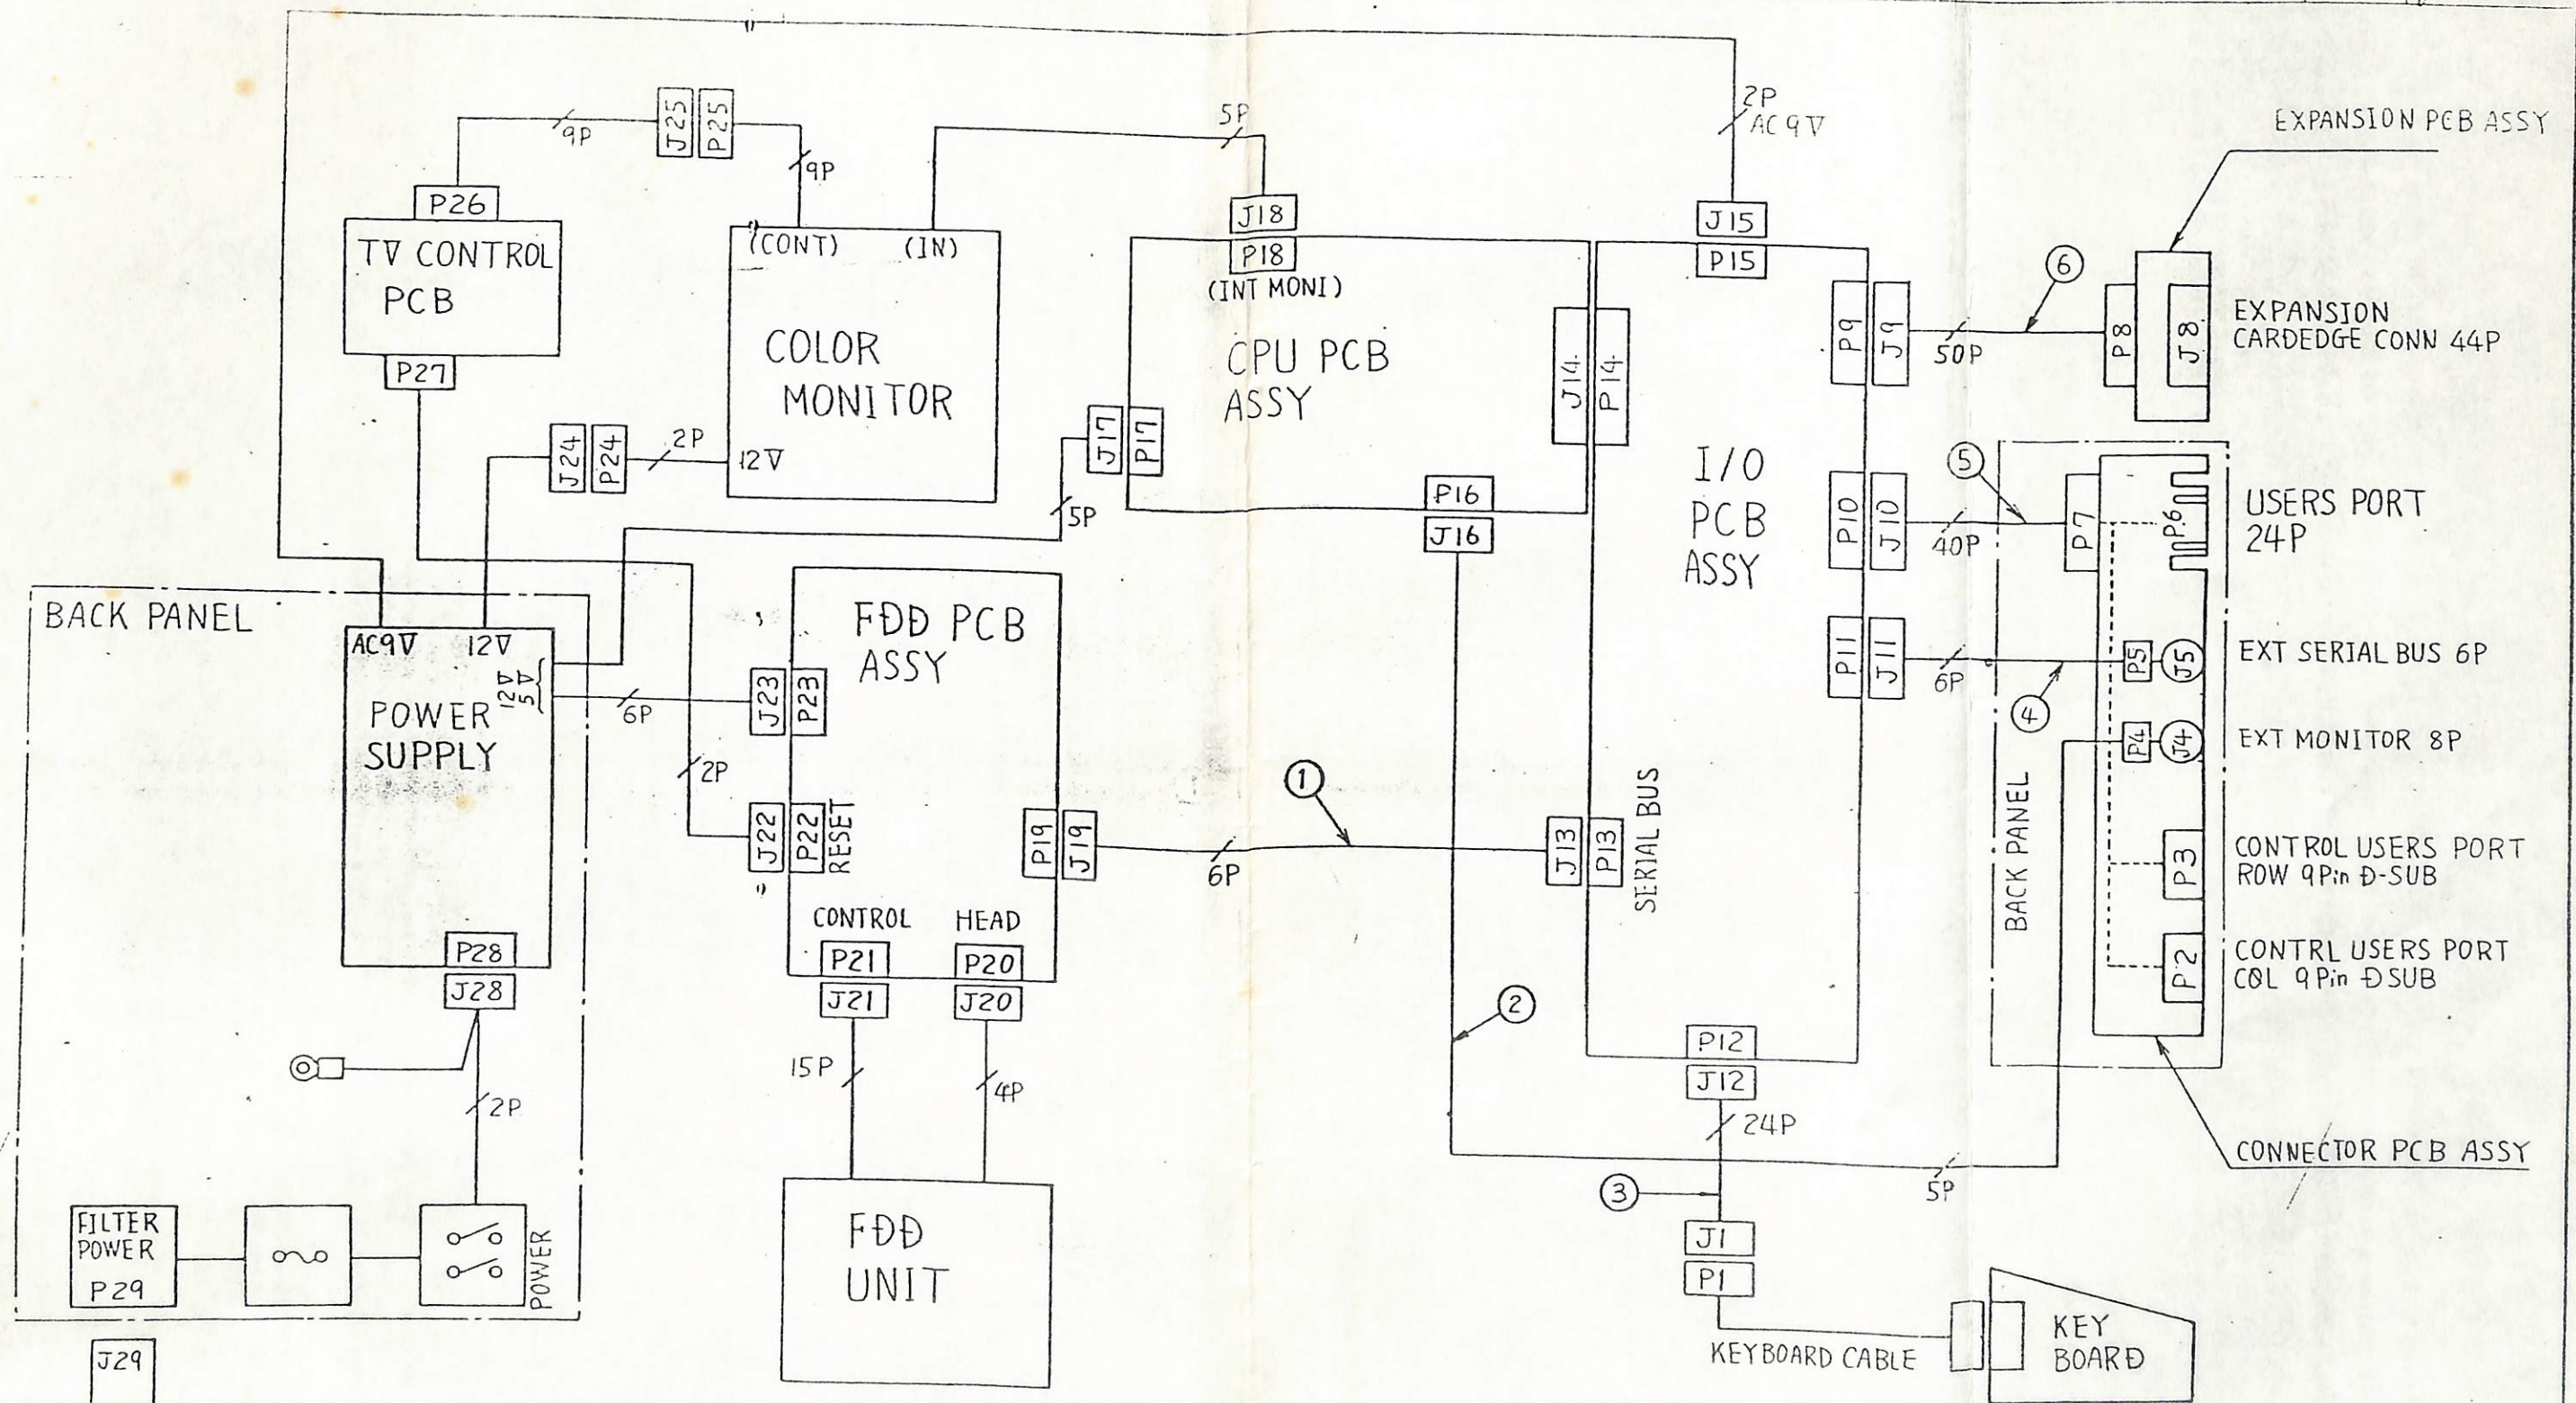 2P
AC 9V
EXPANSION PCB ASSY
9P
J25
P25
9P
5P
P26
TV CONTROL
PCB
P27
(CONT)
(IN)
COLOR
MONITOR
12V
J24
P24
2P
J18
P18
(INT MONI)
CPU PCB
ASSY
J17
P17
5P
J14
P14
P16
J16
J15
P15
I/O
PCB
ASSY
P9
J9
50P
6
P8
J8
EXPANSION
CARDEDGE CONN 44P
P10
J10
40P
5
P7
P6
USERS PORT
24P
P11
J11
6P
4
P5
J5
EXT SERIAL BUS 6P
P4
J4
EXT MONITOR 8P
BACK PANEL
P3
CONTROL USERS PORT
ROW 9Pin D-SUB
P2
CONTRL USERS PORT
COL 9Pin DSUB
CONNECTOR PCB ASSY
BACK PANEL
AC9V
12V
12V
5V
POWER
SUPPLY
6P
2P
P28
J28
2P
FILTER
POWER
P29
POWER
J29
FDD PCB
ASSY
J23
P23
J22
P22
RESET
P19
J19
CONTROL
HEAD
P21
P20
J21
J20
15P
4P
FDD
UNIT
1
6P
J13
P13
SERIAL BUS
2
P12
J12
24P
3
5P
J1
P1
KEYBOARD CABLE
KEY
BOARD